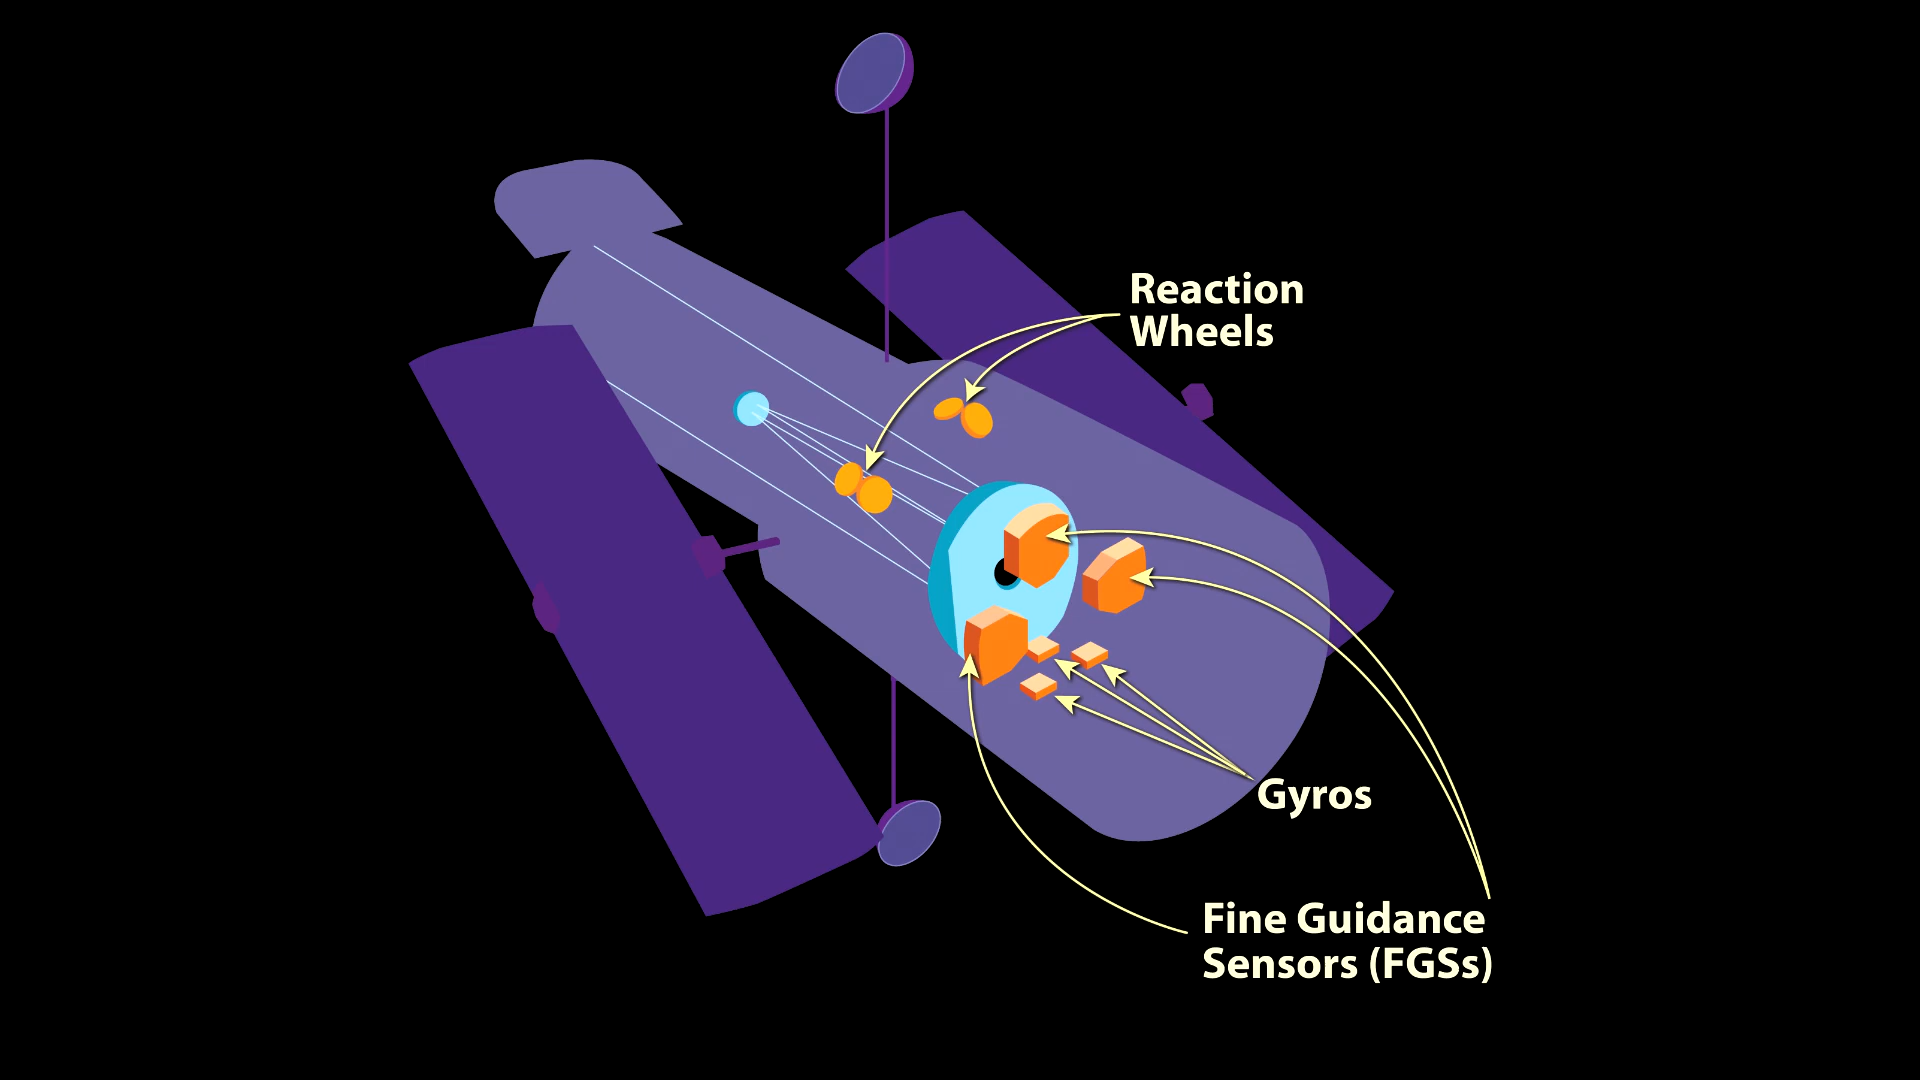 Reaction
Wheels
Gyros
Fine Guidance
Sensors (FGSs)